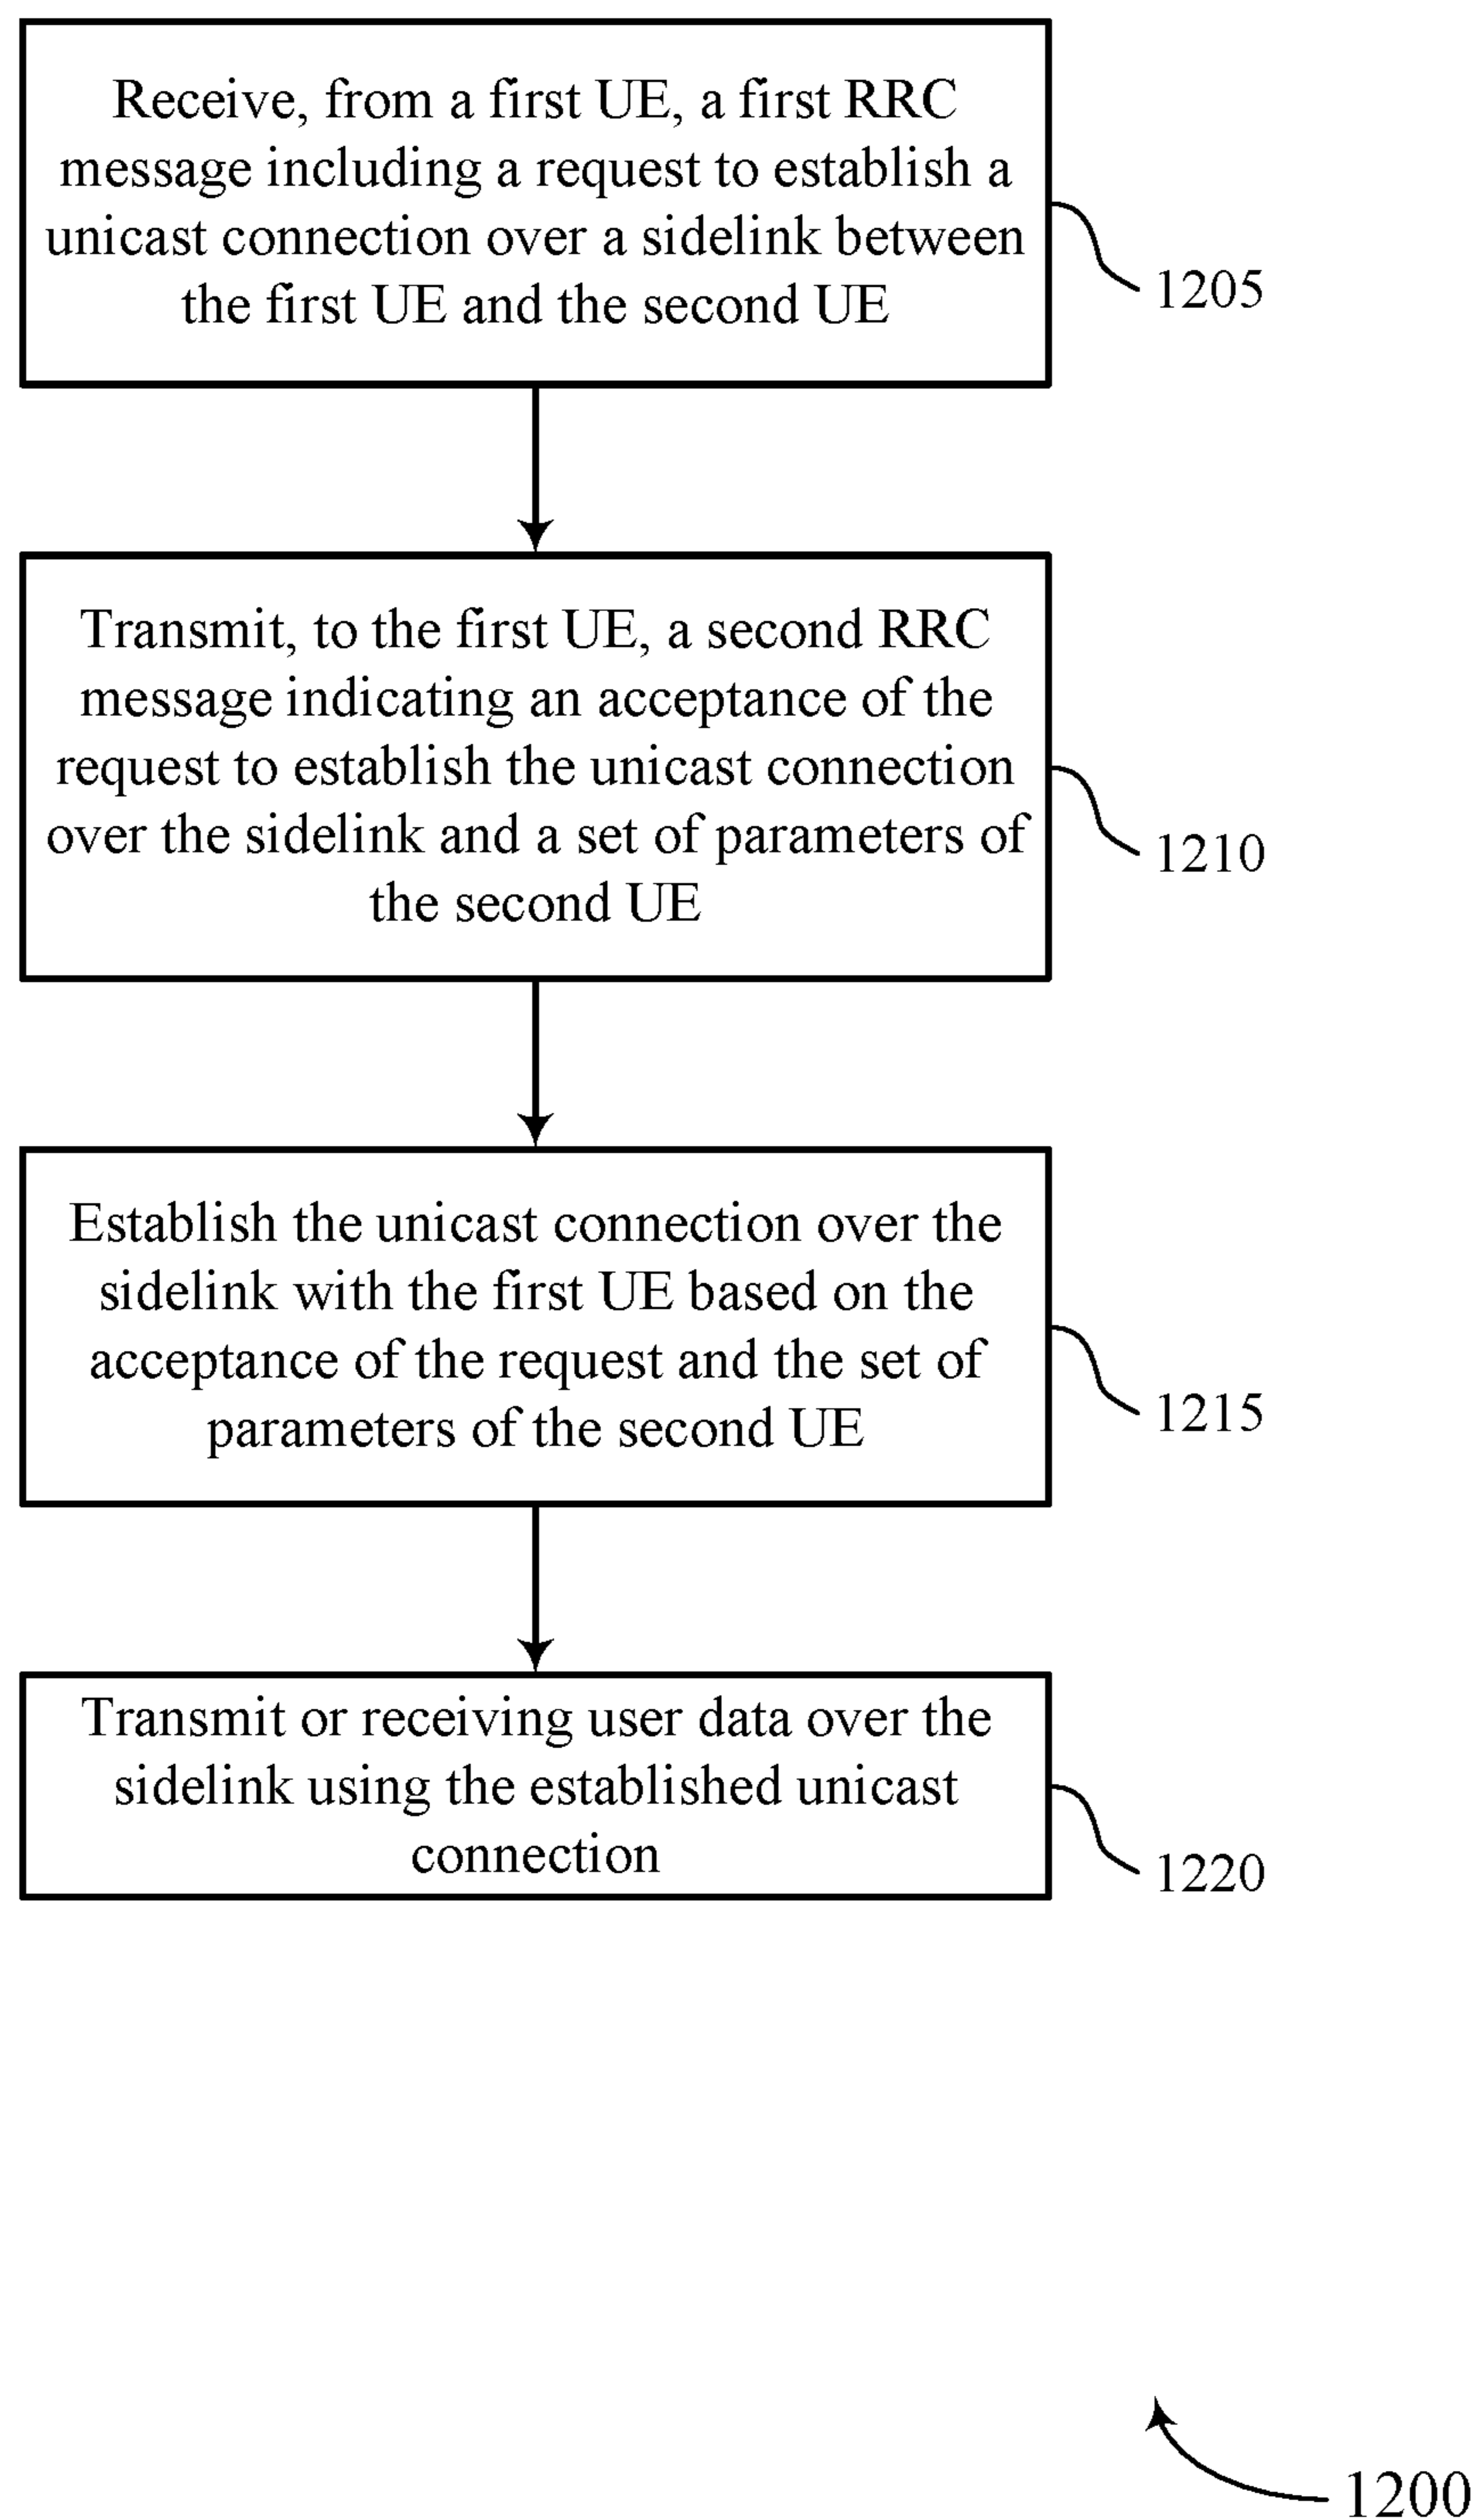 Receive, from a first UE, a first RRC
message including a request to establish a
unicast connection over a sidelink between
the first UE and the second UE
1205
Transmit, to the first UE, a second RRC
message indicating an acceptance of the
request to establish the unicast connection
over the sidelink and a set of parameters of
the second UE
1210
Establish the unicast connection over the
sidelink with the first UE based on the
acceptance of the request and the set of
parameters of the second UE
1215
Transmit or receiving user data over the
sidelink using the established unicast
connection
1220
1200